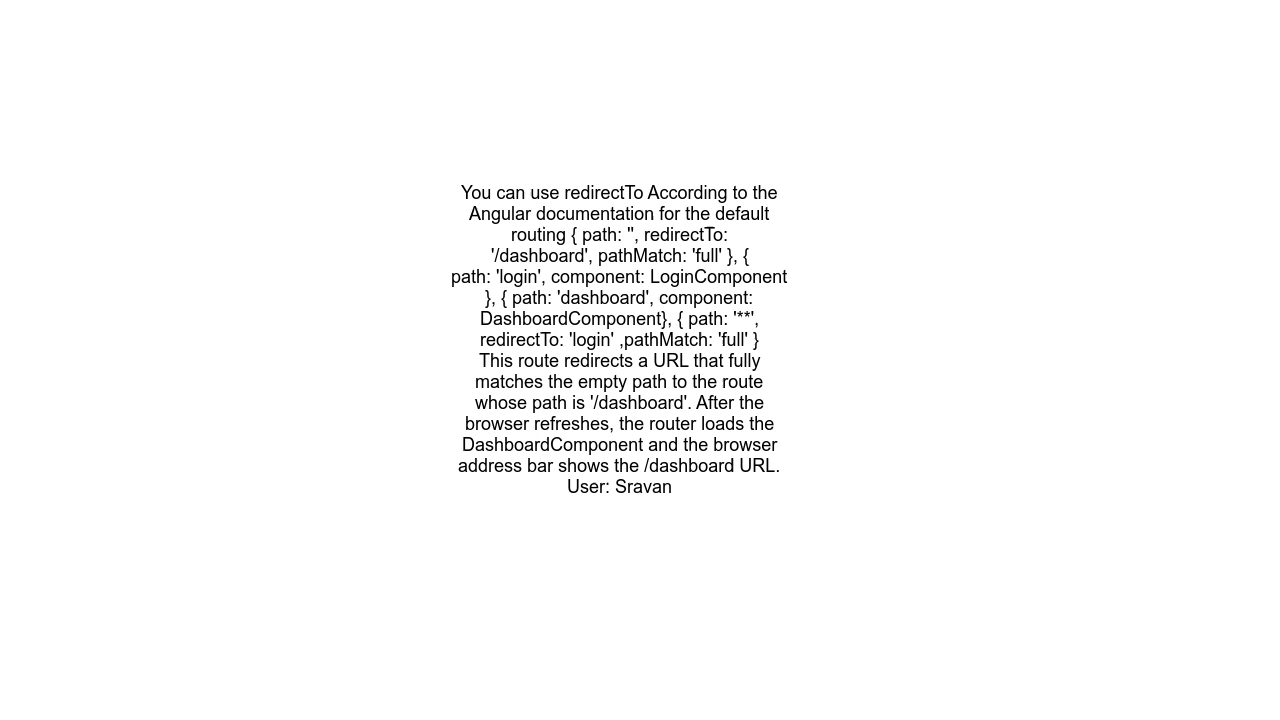 You can use redirectTo According to the
Angular documentation for the default
routing { path: '', redirectTo:
'/dashboard', pathMatch: 'full' }, {
path: 'login', component: LoginComponent
}, { path: 'dashboard', component:
DashboardComponent}, { path: '**',
redirectTo: 'login' ,pathMatch: 'full' }
This route redirects a URL that fully
matches the empty path to the route
whose path is '/dashboard'. After the
browser refreshes, the router loads the
DashboardComponent and the browser
address bar shows the /dashboard URL.
User: Sravan